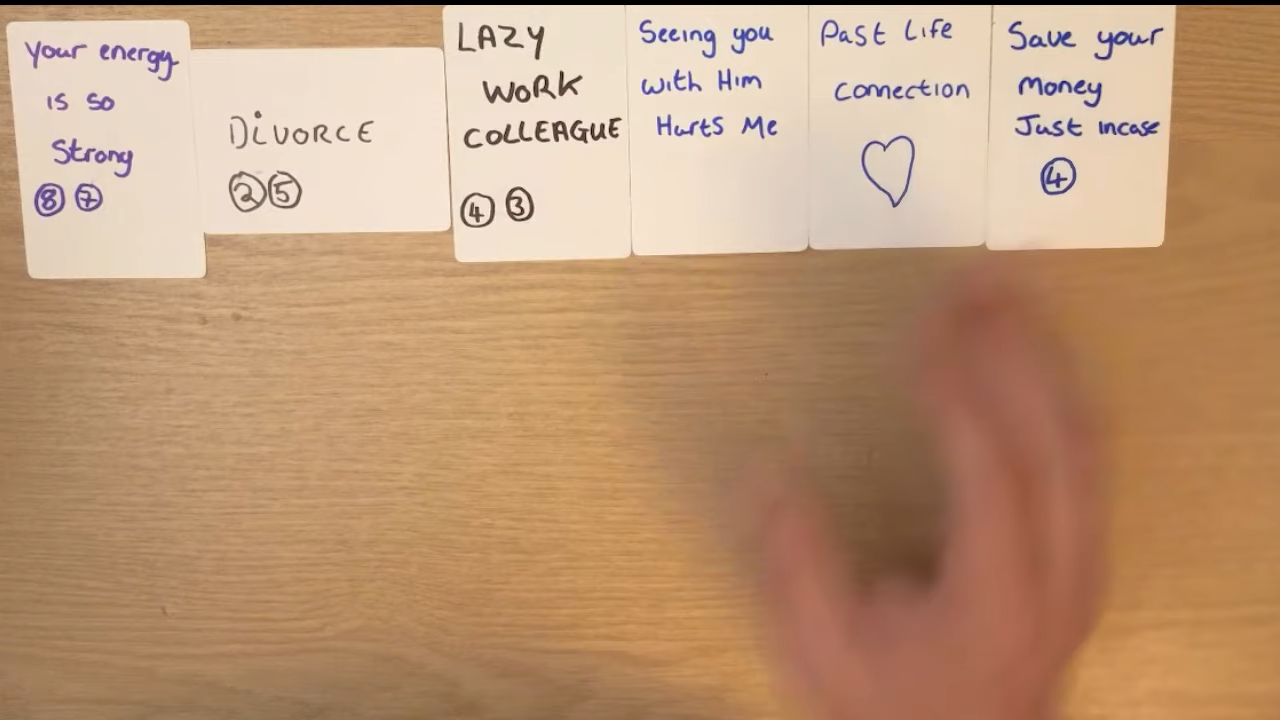 Your energy
is so
Strong
8 7
DIVORCE
2 5
LAZY
WORK
COLLEAGUE
4 3
Seeing you
with Him
Hurts Me
Past Life
Connection
Save your
Money
Just incase
4